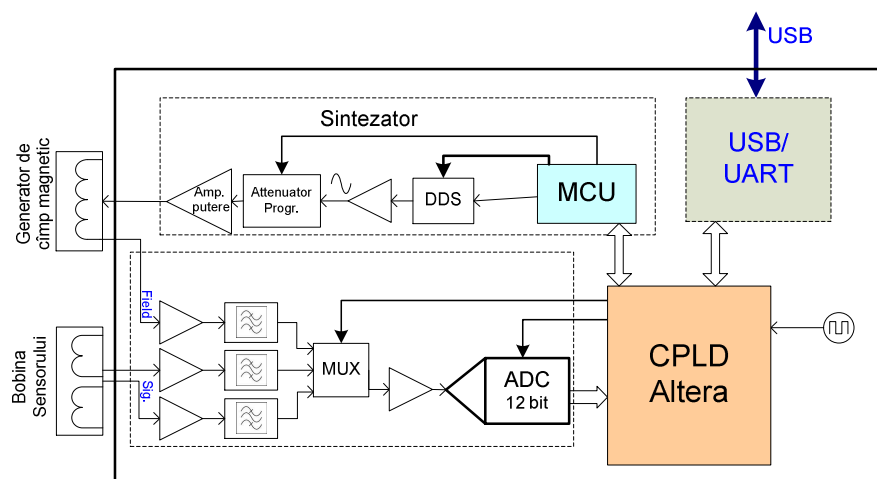 USB
Sintezator
USB/
UART
Generator de
cîmp magnetic
Amp.
putere
Attenuator
Progr.
DDS
MCU
Field
Bobina
Sensorului
Sig.
MUX
ADC
12 bit
CPLD
Altera